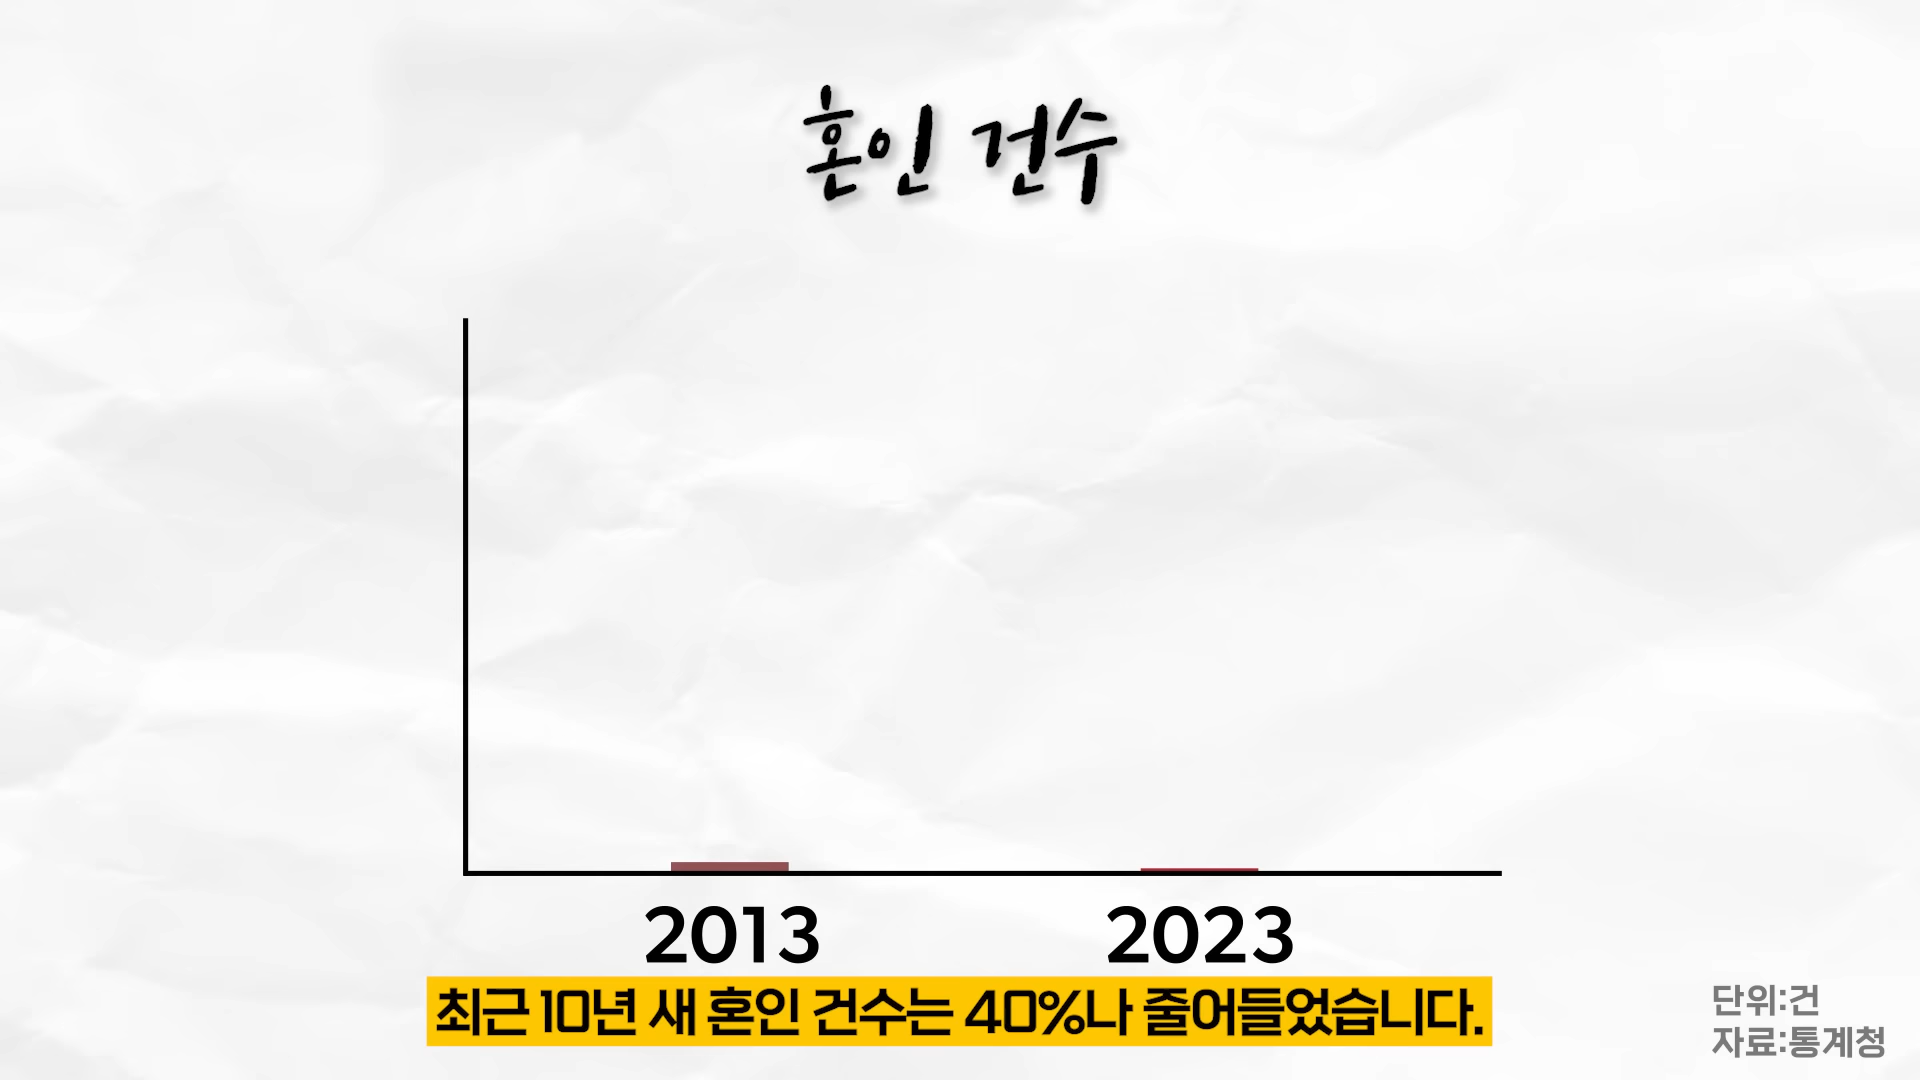 혼인 건수
2013 2023
최근 10년 새 혼인 건수는 40%나 줄어들었습니다.
단위:건
자료:통계청